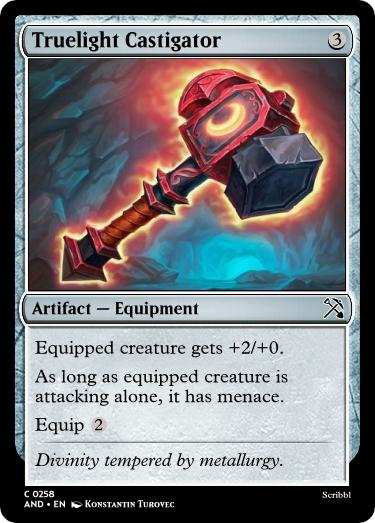 Truelight Castigator 3
Artifact — Equipment
Equipped creature gets +2/+0.
As long as equipped creature is
attacking alone, it has menace.
Equip 2
Divinity tempered by metallurgy.
C 0258
AND • EN KONSTANTIN TUROVEC
Scribbl